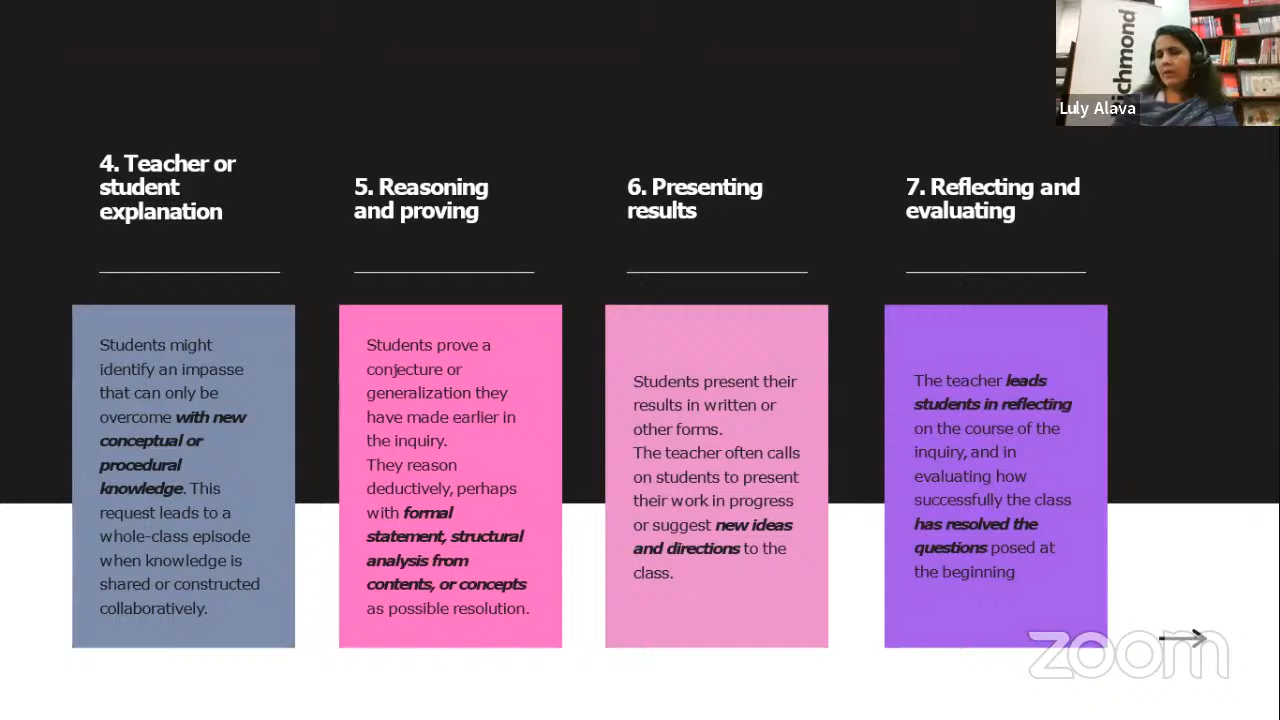 ichmond
Luly Alava
4. Teacher or
student
explanation
5. Reasoning
and proving
6. Presenting
results
7. Reflecting and
evaluating
Students might
identify an impasse
that can only be
overcome with new
conceptual or
procedural
knowledge. This
request leads to a
whole-class episode
when knowledge is
shared or constructed
collaboratively.
Students prove a
conjecture or
generalization they
have made earlier in
the inquiry.
They reason
deductively, perhaps
with formal
statement, structural
analysis from
contents, or concepts
as possible resolution.
Students present their
results in written or
other forms.
The teacher often calls
on students to present
their work in progress
or suggest new ideas
and directions to the
class.
The teacher leads
students in reflecting
on the course of the
inquiry, and in
evaluating how
successfully the class
has resolved the
questions posed at
the beginning
zoom